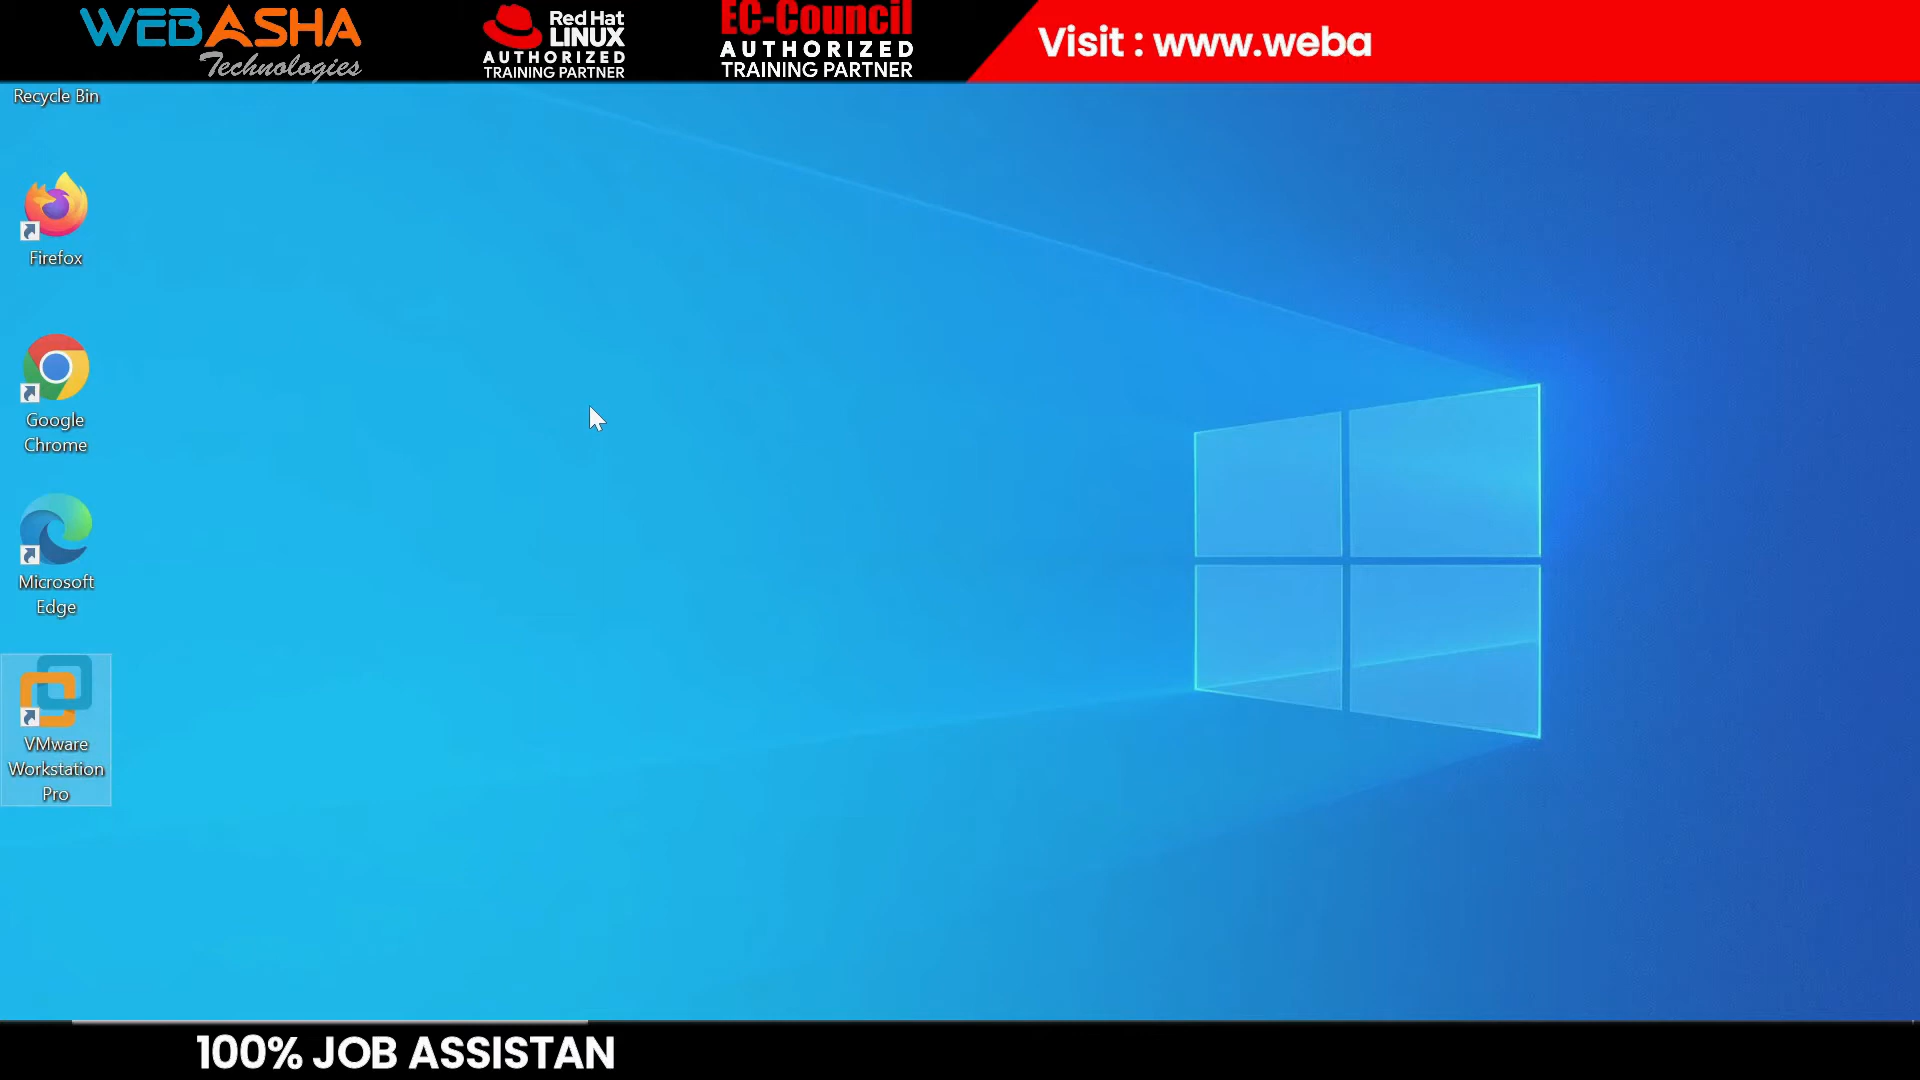 WEBASHA
Technologies
Red Hat
LINUX
AUTHORIZED
TRAINING PARTNER
EC-Council
AUTHORIZED
TRAINING PARTNER
Visit : www.weba
Recycle Bin
Firefox
Google
Chrome
Microsoft
Edge
VMware
Workstation
Pro
100% JOB ASSISTAN